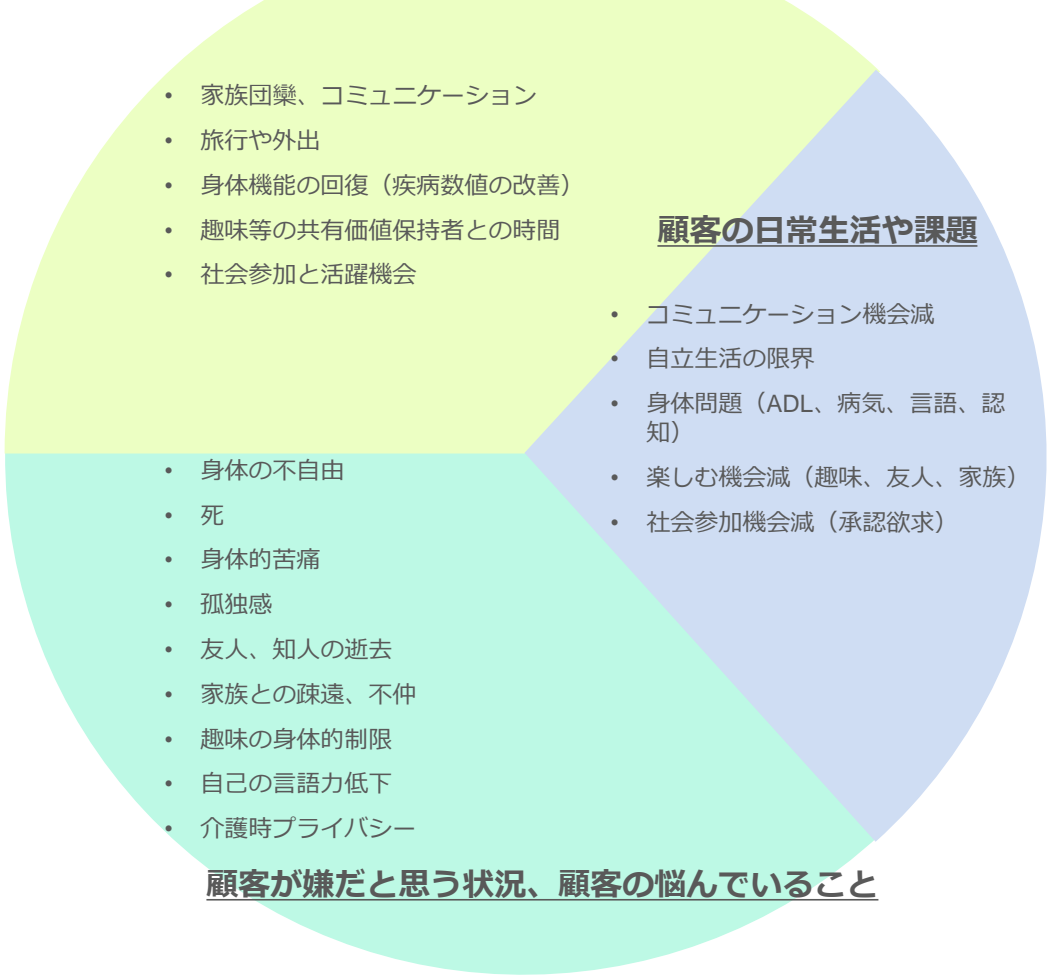 • 家族団欒、コミュニケーション
• 旅行や外出
• 身体機能の回復（疾病数値の改善）
• 趣味等の共有価値保持者との時間
• 社会参加と活躍機会
顧客の日常生活や課題
• コミュニケーション機会減
• 自立生活の限界
• 身体問題（ADL、病気、言語、認
知）
• 楽しむ機会減（趣味、友人、家族）
• 社会参加機会減（承認欲求）
• 身体の不自由
• 死
• 身体的苦痛
• 孤独感
• 友人、知人の逝去
• 家族との疎遠、不仲
• 趣味の身体的制限
• 自己の言語力低下
• 介護時プライバシー
顧客が嫌だと思う状況、顧客の悩んでいること